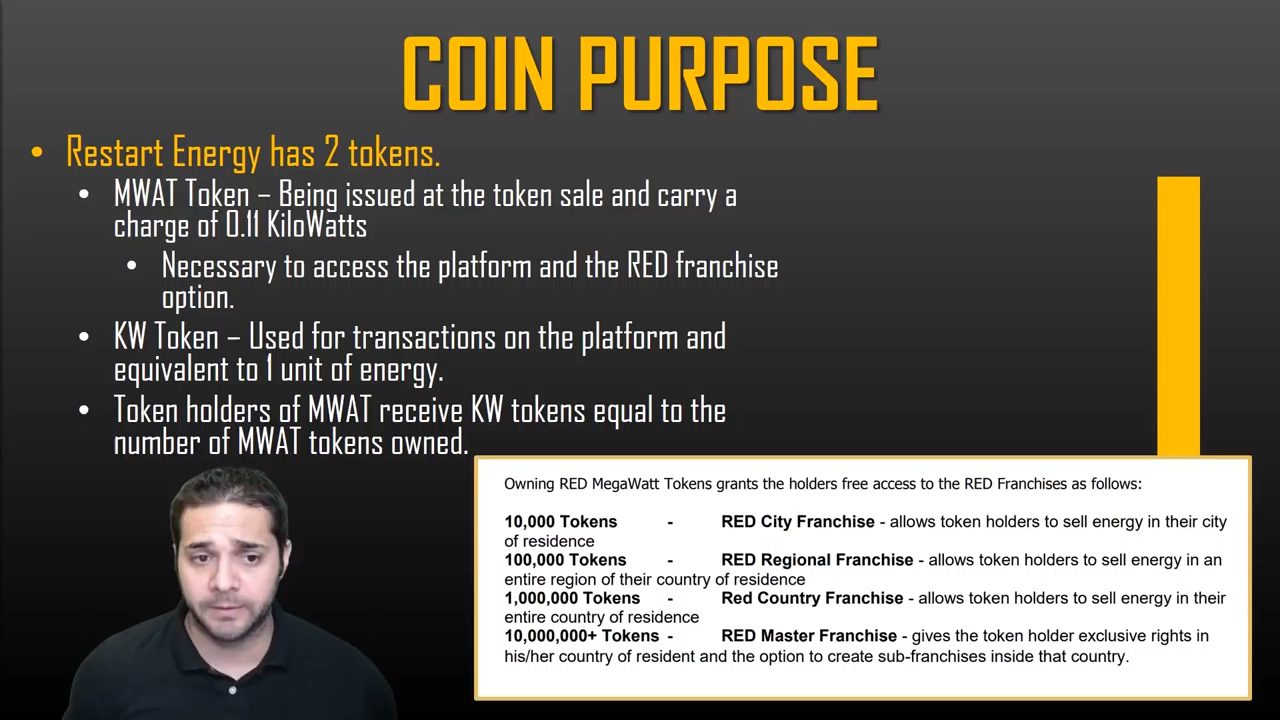 COIN PURPOSE
• Restart Energy has 2 tokens.
• MWAT Token – Being issued at the token sale and carry a
charge of 0.11 KiloWatts
• Necessary to access the platform and the RED franchise
option.
• KW Token – Used for transactions on the platform and
equivalent to 1 unit of energy.
• Token holders of MWAT receive KW tokens equal to the
number of MWAT tokens owned.
Owning RED MegaWatt Tokens grants the holders free access to the RED Franchises as follows:
10,000 Tokens - RED City Franchise - allows token holders to sell energy in their city
of residence
100,000 Tokens - RED Regional Franchise - allows token holders to sell energy in an
entire region of their country of residence
1,000,000 Tokens - Red Country Franchise - allows token holders to sell energy in their
entire country of residence
10,000,000+ Tokens - RED Master Franchise - gives the token holder exclusive rights in
his/her country of resident and the option to create sub-franchises inside that country.